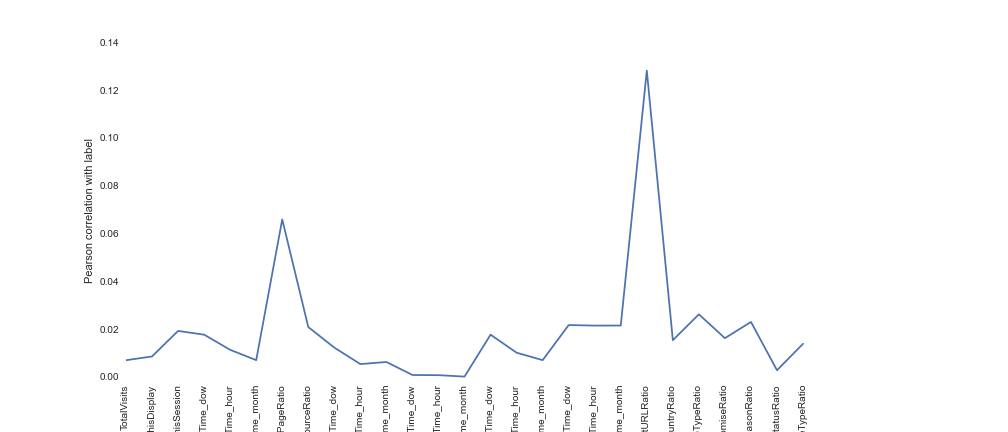 0.14
0.12
0.10
0.08
0.06
0.04
0.02
0.00
Pearson correlation with label
TotalVisits
hisDisplay
hisSession
Time_dow
Time_hour
me_month
PageRatio
urceRatio
Time_dow
Time_hour
me_month
Time_dow
Time_hour
me_month
Time_dow
Time_hour
me_month
Time_dow
Time_hour
me_month
tURLRatio
untryRatio
TypeRatio
omiseRatio
asonRatio
tatusRatio
TypeRatio